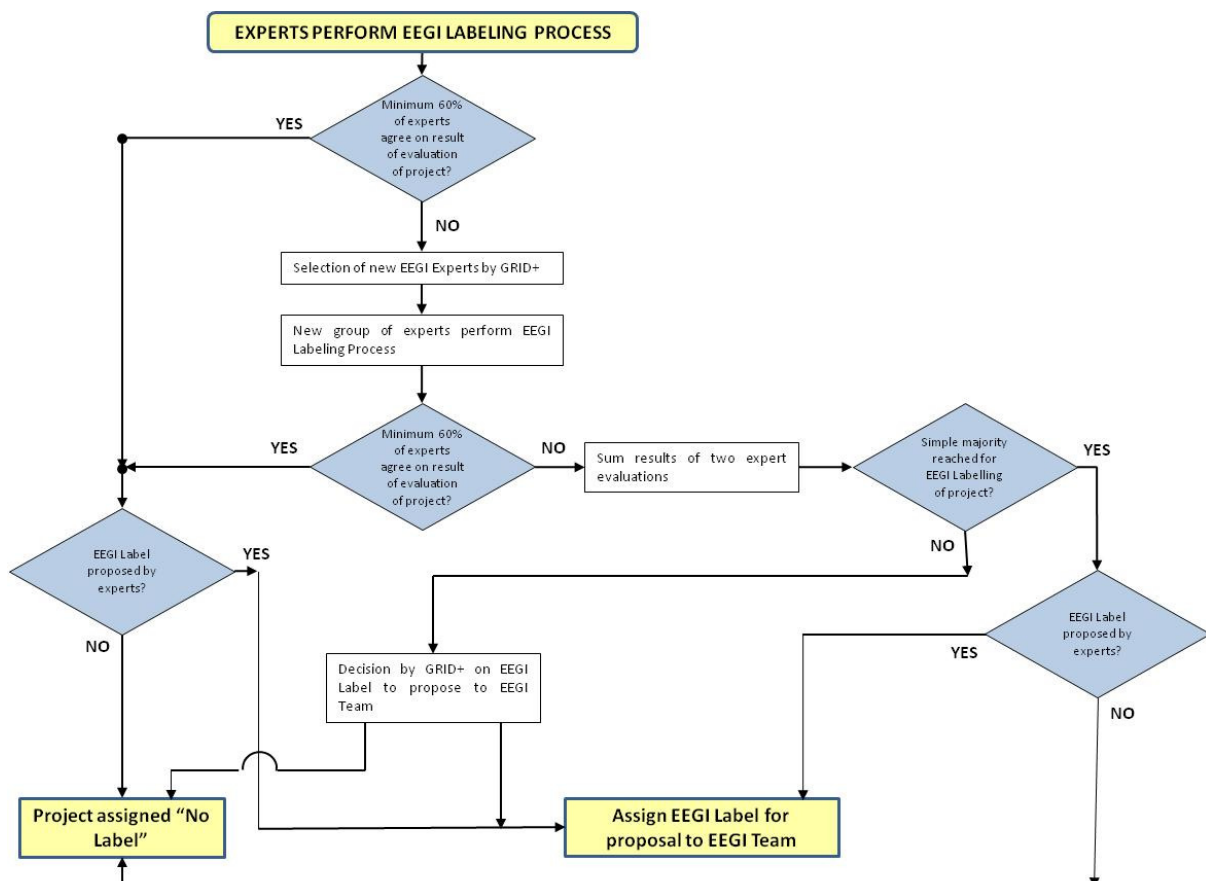 EXPERTS PERFORM EEGI LABELING PROCESS
Minimum 60%
of experts
agree on result
of evaluation
of project?
YES
NO
Selection of new EEGI Experts by GRID+
New group of experts perform EEGI
Labeling Process
Minimum 60%
of experts
agree on result
of evaluation
of project?
YES
NO
Sum results of two expert
evaluations
Simple majority
reached for
EEGI Labelling
of project?
YES
NO
EEGI Label
proposed by
experts?
YES
NO
Decision by GRID+ on EEGI
Label to propose to EEGI
Team
EEGI Label
proposed by
experts?
YES
NO
Project assigned “No
Label”
Assign EEGI Label for
proposal to EEGI Team